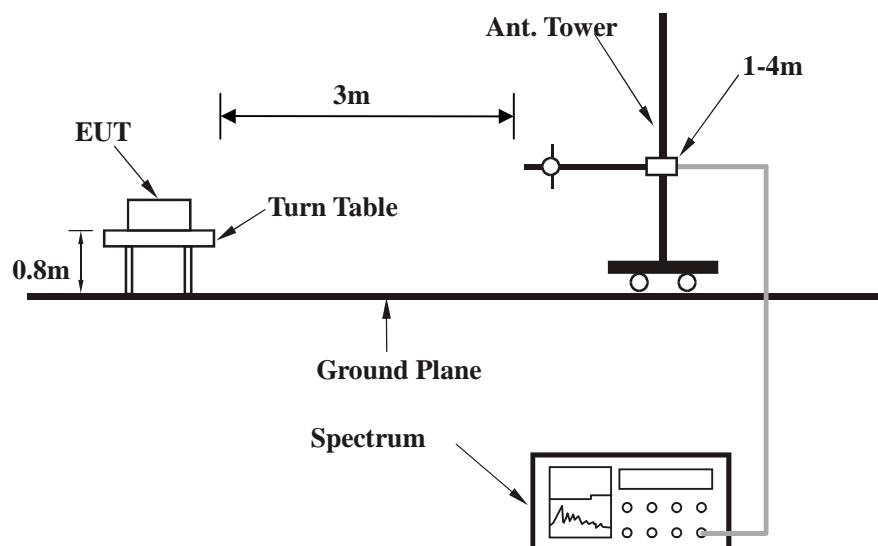 Ant. Tower
1-4m
3m
EUT
Turn Table
0.8m
Ground Plane
Spectrum